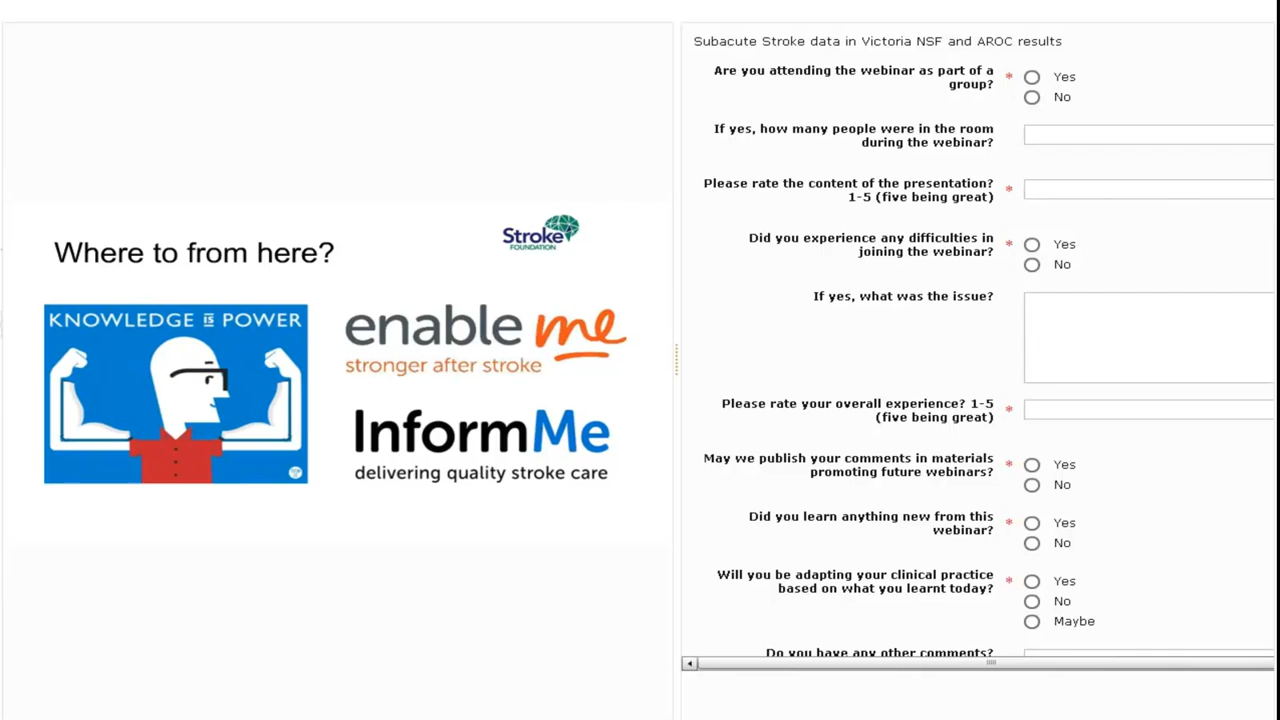 Where to from here?
Stroke
FOUNDATION
KNOWLEDGE IS POWER
enable me
stronger after stroke
InformMe
delivering quality stroke care
Subacute Stroke data in Victoria NSF and AROC results
Are you attending the webinar as part of a
group?
*
Yes
No
If yes, how many people were in the room
during the webinar?
Please rate the content of the presentation?
1-5 (five being great)
*
Did you experience any difficulties in
joining the webinar?
*
Yes
No
If yes, what was the issue?
Please rate your overall experience? 1-5
(five being great)
*
May we publish your comments in materials
promoting future webinars?
*
Yes
No
Did you learn anything new from this
webinar?
*
Yes
No
Will you be adapting your clinical practice
based on what you learnt today?
*
Yes
No
Maybe
Do you have any other comments?